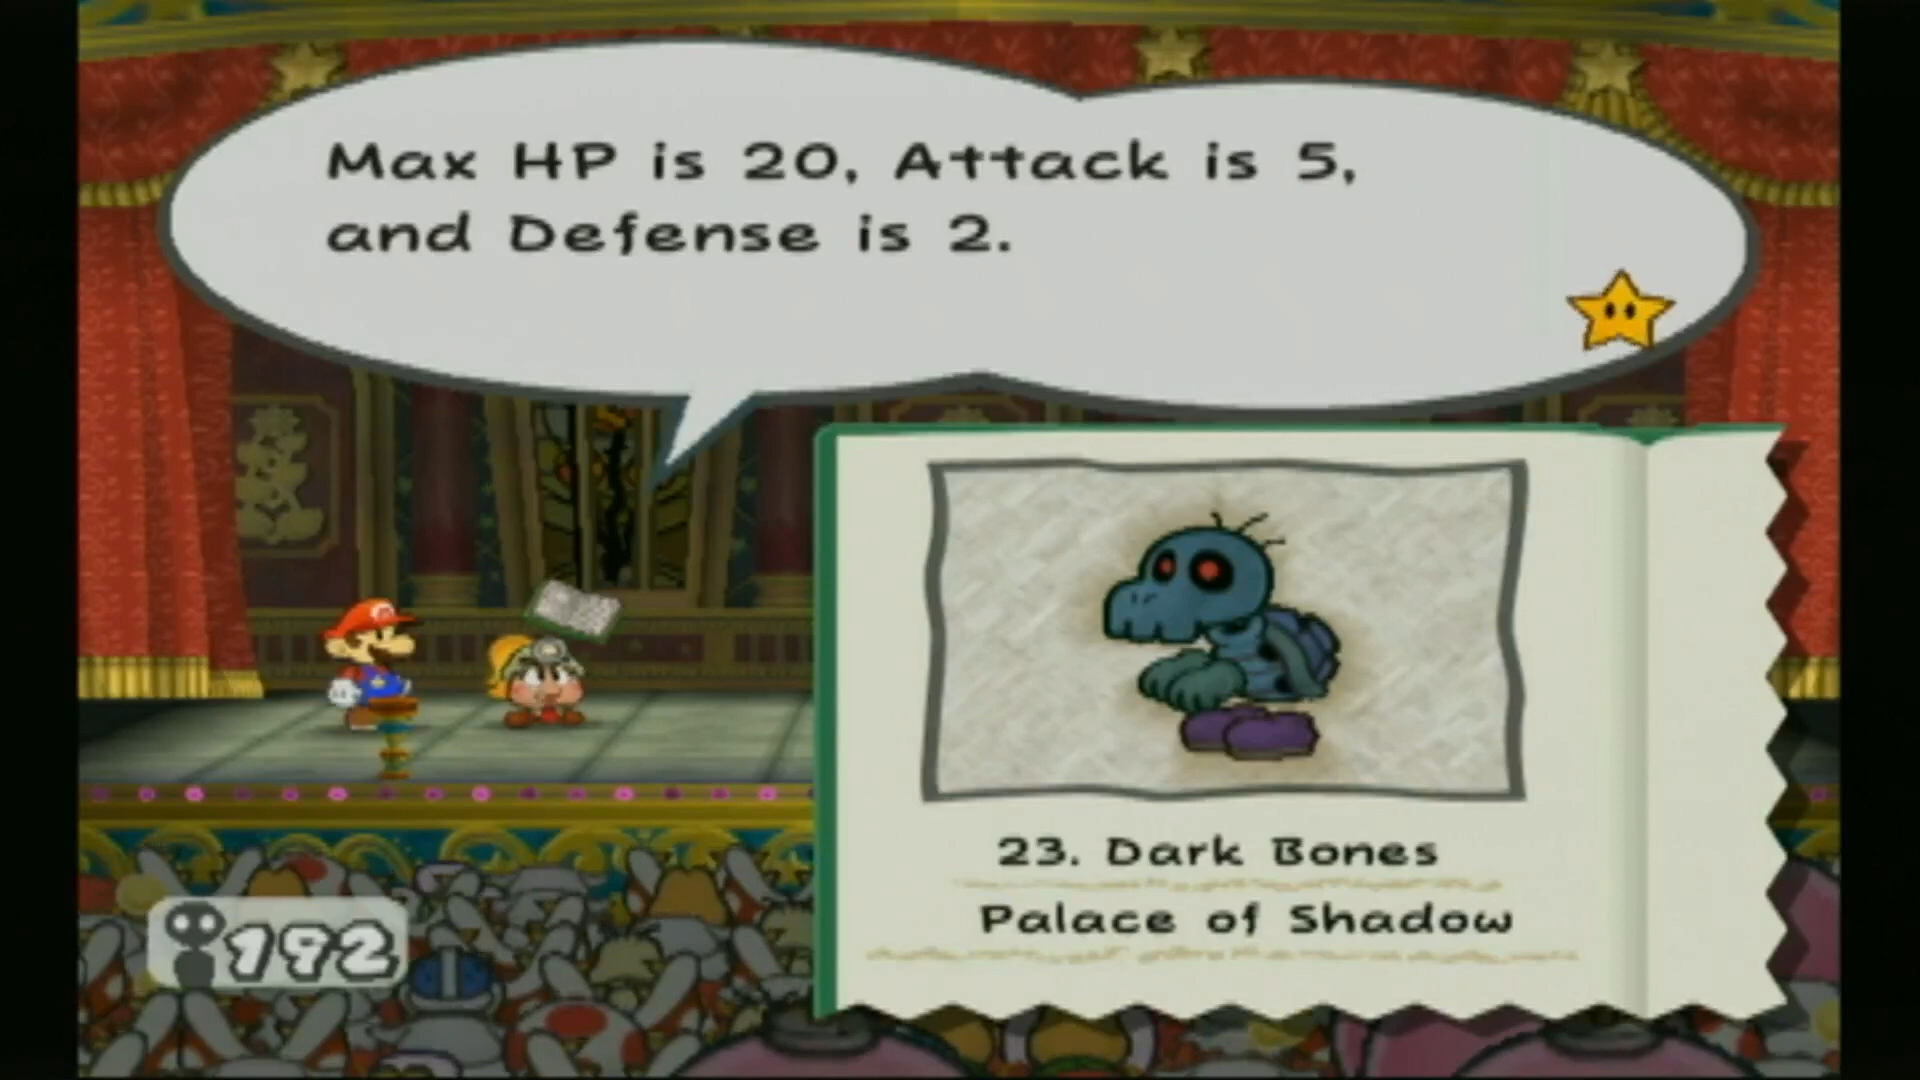 Max HP is 20, Attack is 5,
and Defense is 2.
23. Dark Bones
Palace of Shadow
192